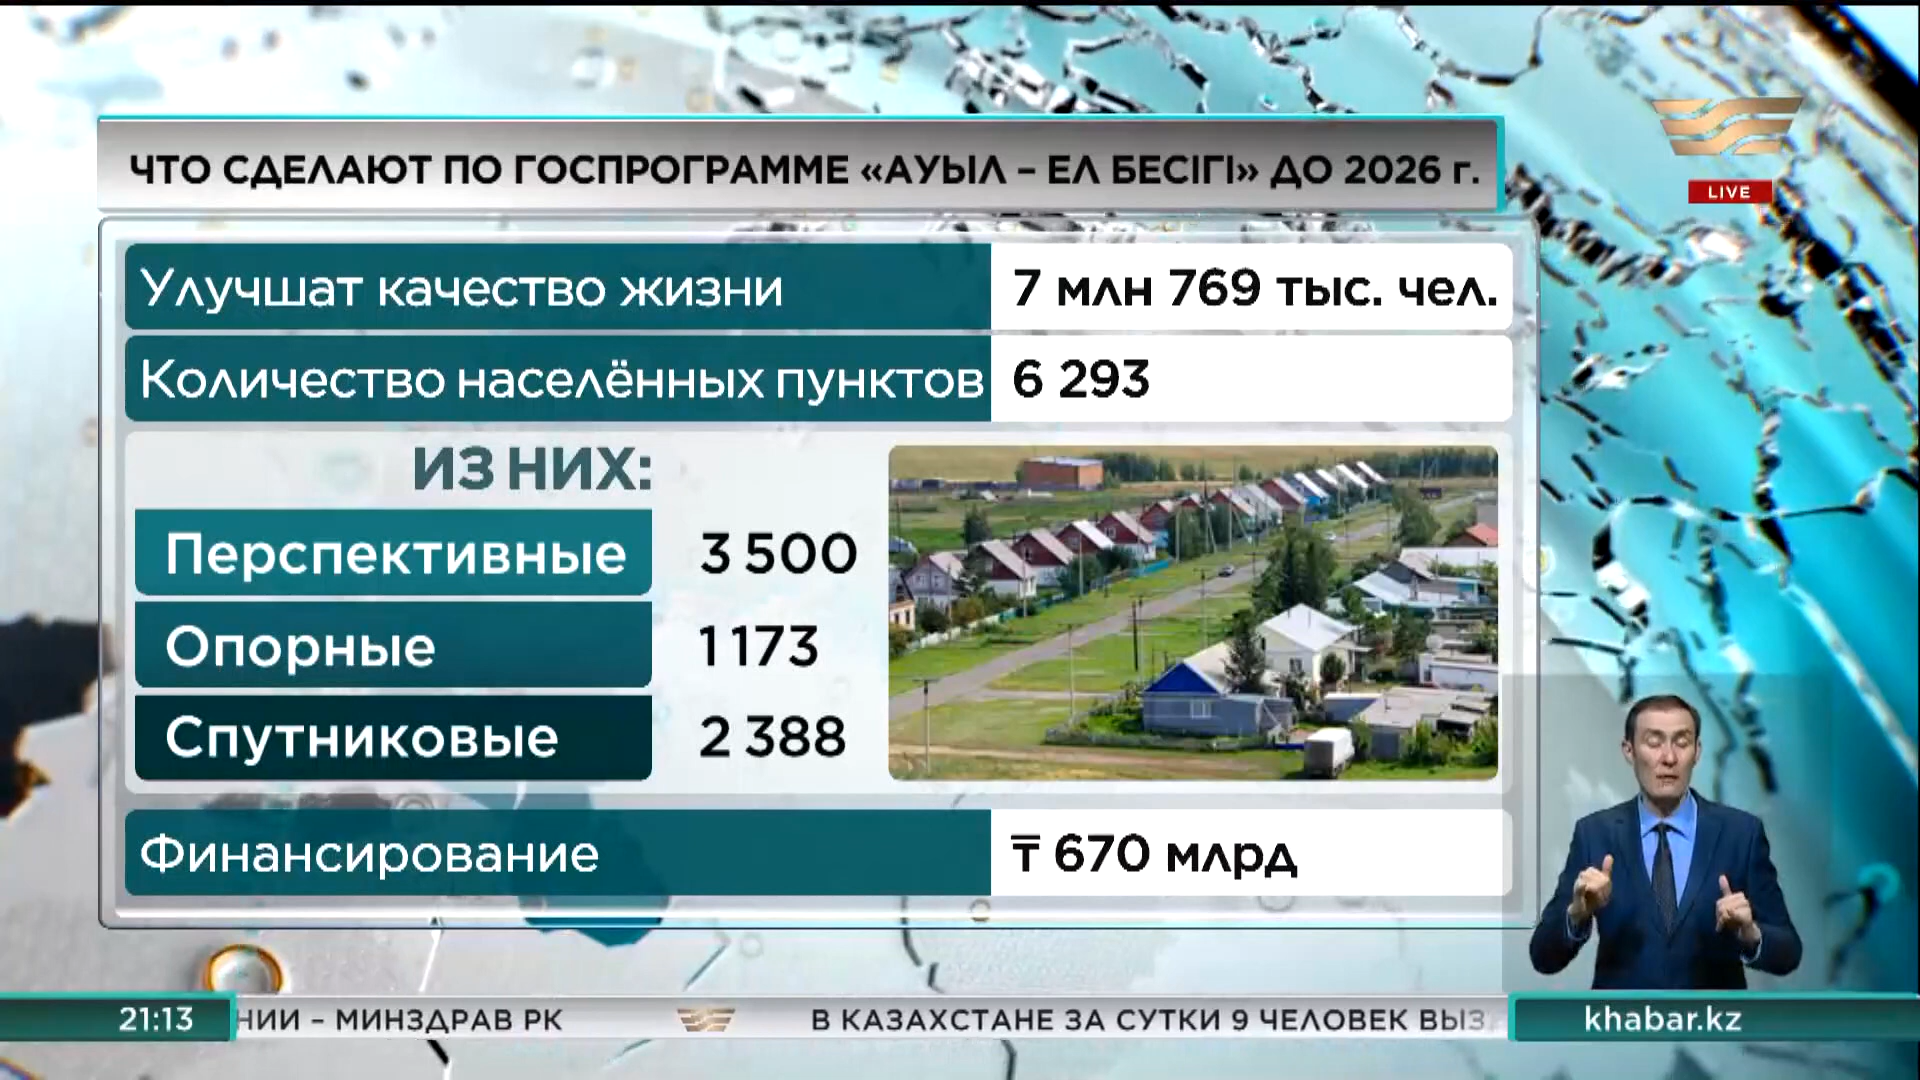 ЧТО СДЕЛАЮТ ПО ГОСПРОГРАММЕ «АУЫЛ – ЕЛ БЕСІГІ» ДО 2026 г.
LIVE
Улучшат качество жизни 7 млн 769 тыс. чел.
Количество населённых пунктов 6 293
ИЗ НИХ:
Перспективные 3 500
Опорные 1 173
Спутниковые 2 388
Финансирование ₸ 670 млрд
21:13 НИИ – МИНЗДРАВ РК В КАЗАХСТАНЕ ЗА СУТКИ 9 ЧЕЛОВЕК ВЫЗ khabar.kz